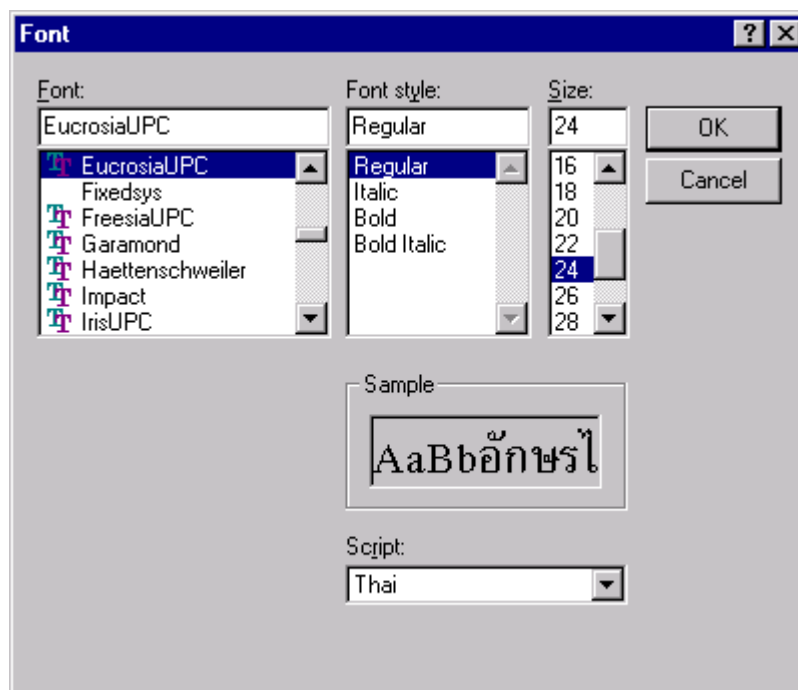 Font
Font:
EucrosiaUPC
EucrosiaUPC
Fixedsys
FreesiaUPC
Garamond
Haettenschweiler
Impact
IrisUPC
Font style:
Regular
Regular
Italic
Bold
Bold Italic
Size:
24
16
18
20
22
24
26
28
OK
Cancel
Sample
AaBbอักษรไ
Script:
Thai